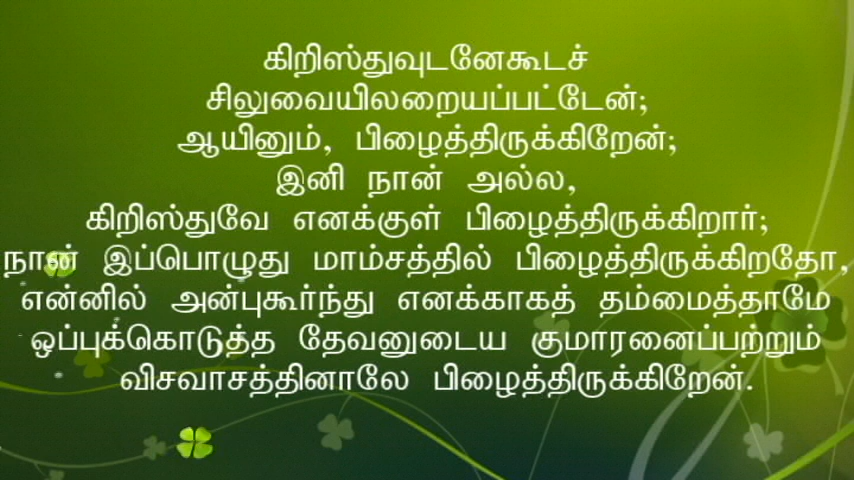 கிறிஸ்துவுடனேகூடச்
சிலுவையிலறையப்பட்டேன்;
ஆயினும், பிழைத்திருக்கிறேன்;
இனி நான் அல்ல,
கிறிஸ்துவே எனக்குள் பிழைத்திருக்கிறார்;
நான் இப்பொழுது மாம்சத்தில் பிழைத்திருக்கிறதோ,
என்னில் அன்புகூர்ந்து எனக்காகத் தம்மைத்தாமே
ஒப்புக்கொடுத்த தேவனுடைய குமாரனைப்பற்றும்
விசவாசத்தினாலே பிழைத்திருக்கிறேன்.